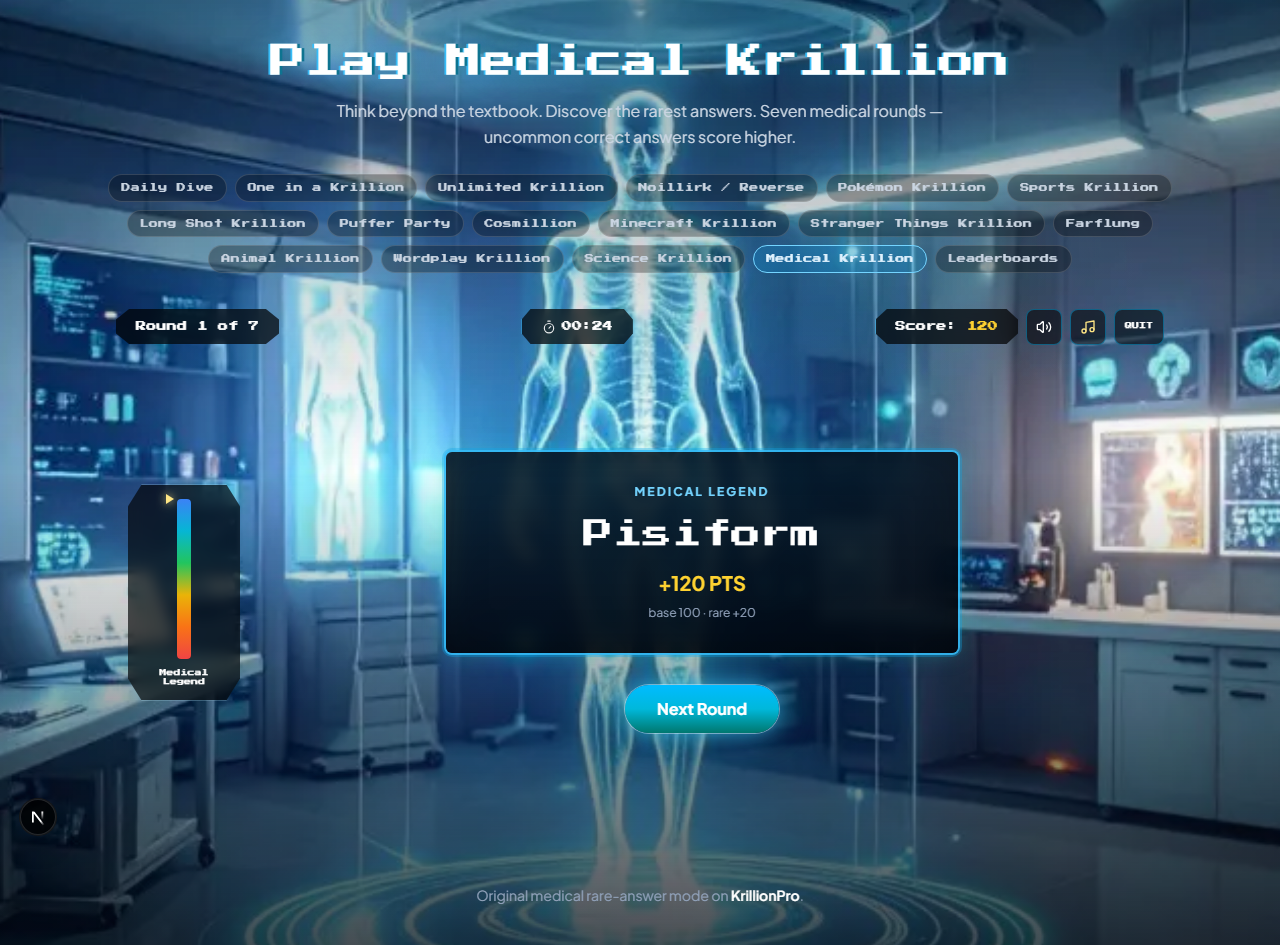 Play Medical Krillion
Think beyond the textbook. Discover the rarest answers. Seven medical rounds —
uncommon correct answers score higher.
Daily Dive
One in a Krillion
Unlimited Krillion
Noillirk / Reverse
Pokémon Krillion
Sports Krillion
Long Shot Krillion
Puffer Party
Cosmillion
Minecraft Krillion
Stranger Things Krillion
Farflung
Animal Krillion
Wordplay Krillion
Science Krillion
Medical Krillion
Leaderboards
Round 1 of 7
00:24
Score: 120
QUIT
MEDICAL LEGEND
Pisiform
+120 PTS
base 100 · rare +20
Medical
Legend
Next Round
N
Original medical rare-answer mode on KrillionPro.